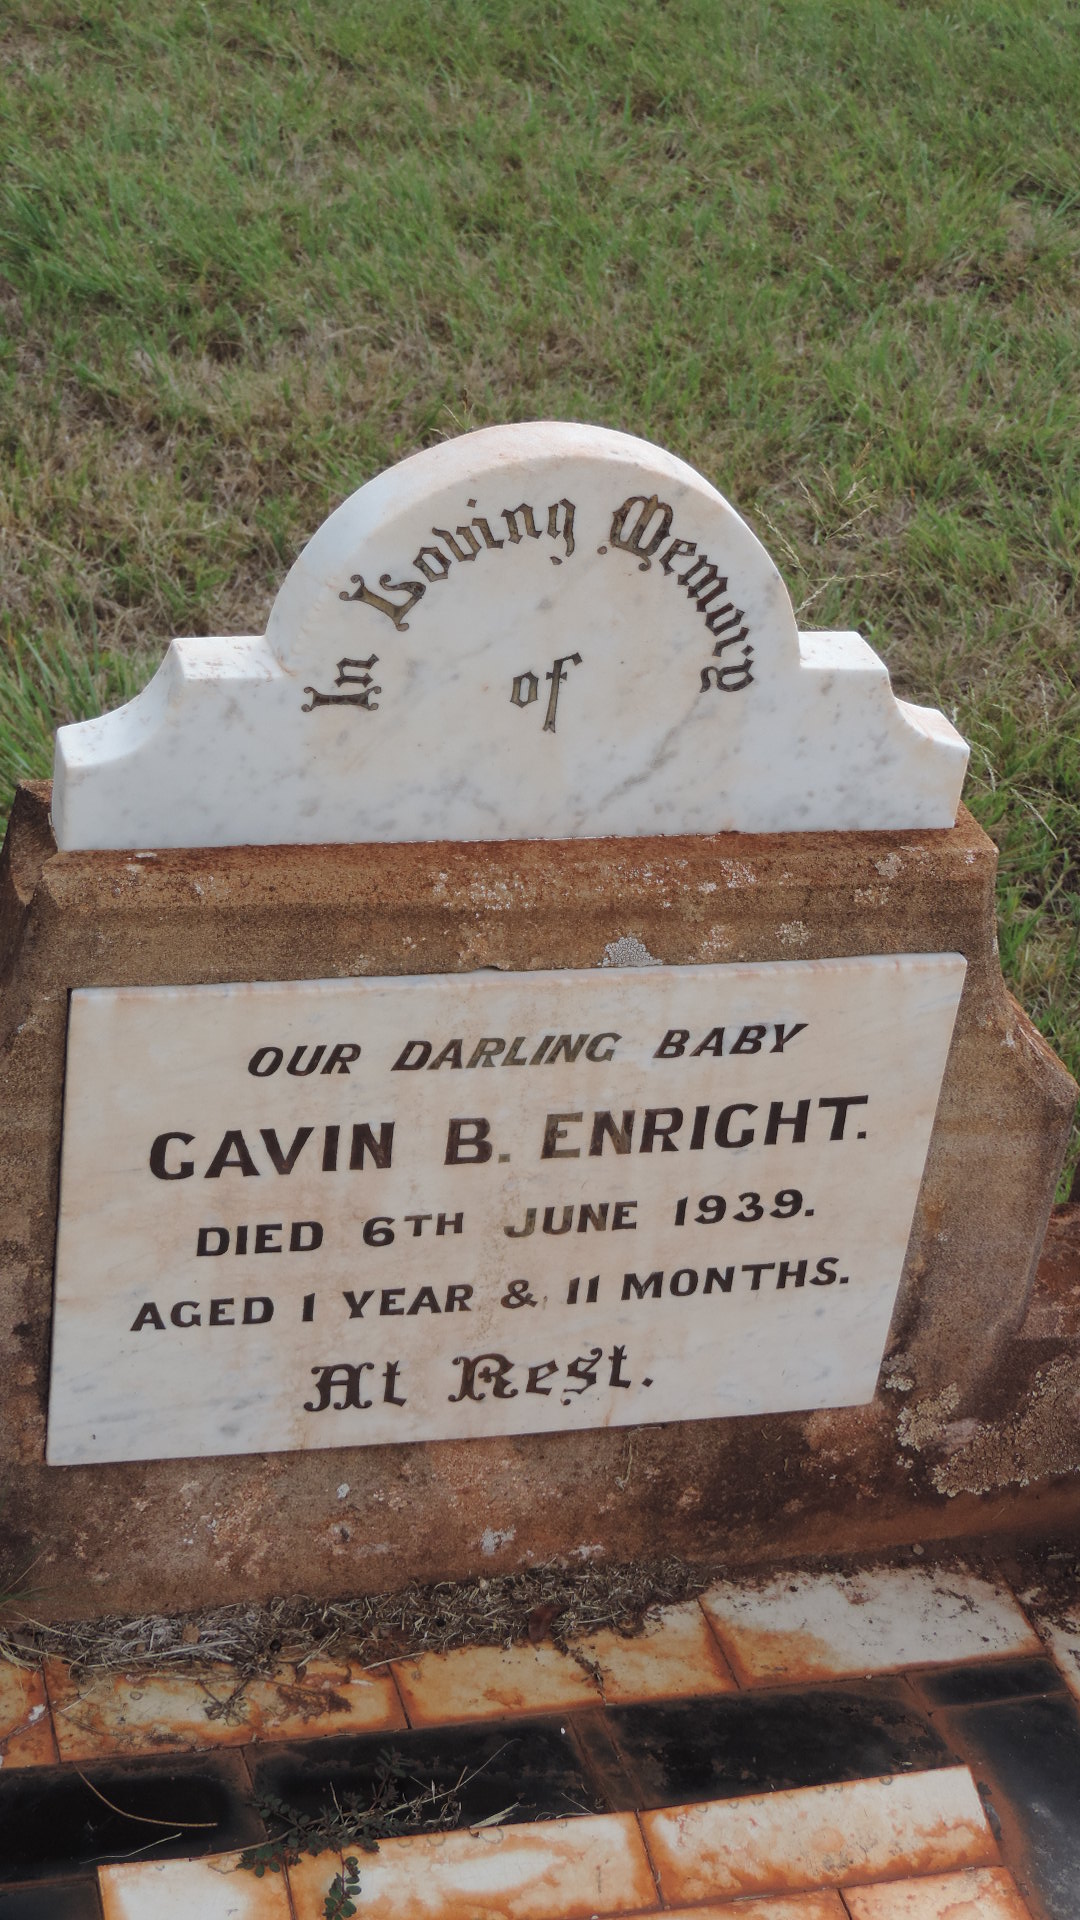 In Loving Memory
of
OUR DARLING BABY
GAVIN B. ENRIGHT.
DIED 6TH JUNE 1939.
AGED 1 YEAR & 11 MONTHS.
At Rest.